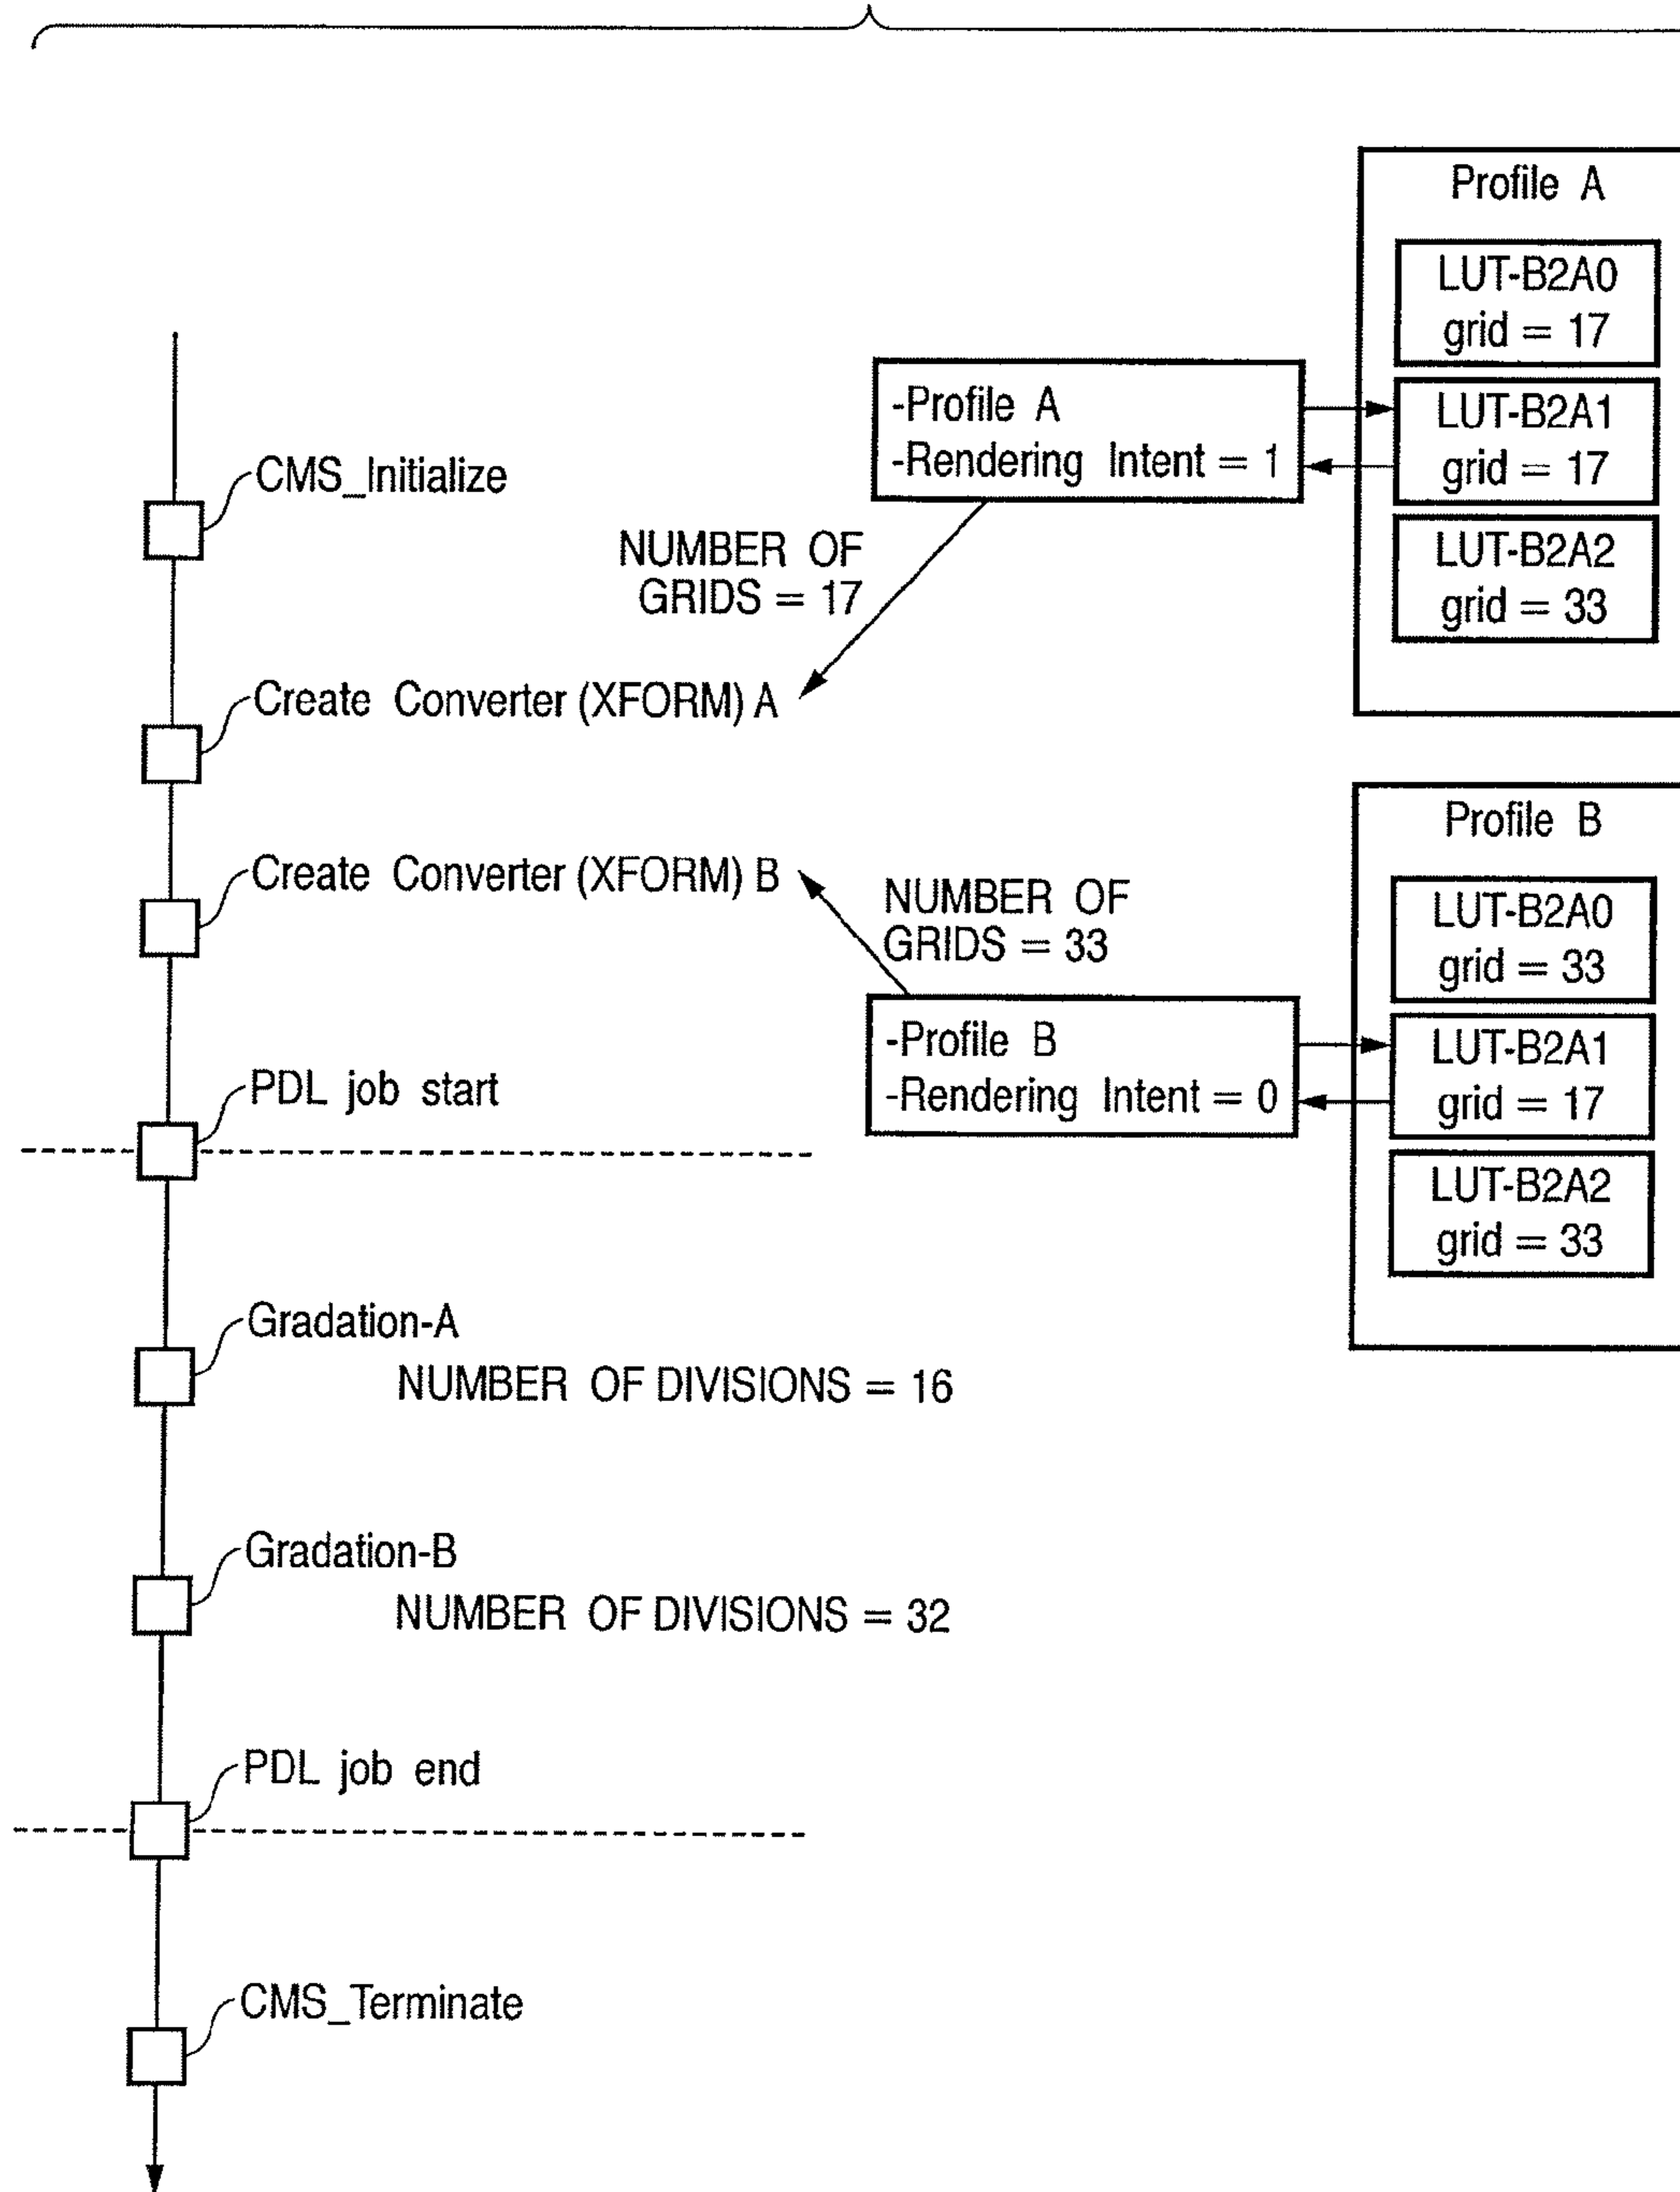 Profile A
LUT-B2A0
grid = 17
LUT-B2A1
grid = 17
LUT-B2A2
grid = 33
-Profile A
-Rendering Intent = 1
CMS_Initialize
NUMBER OF
GRIDS = 17
Create Converter (XFORM) A
Profile B
LUT-B2A0
grid = 33
LUT-B2A1
grid = 17
LUT-B2A2
grid = 33
Create Converter (XFORM) B
NUMBER OF
GRIDS = 33
-Profile B
-Rendering Intent = 0
PDL job start
Gradation-A
NUMBER OF DIVISIONS = 16
Gradation-B
NUMBER OF DIVISIONS = 32
PDL job end
CMS_Terminate